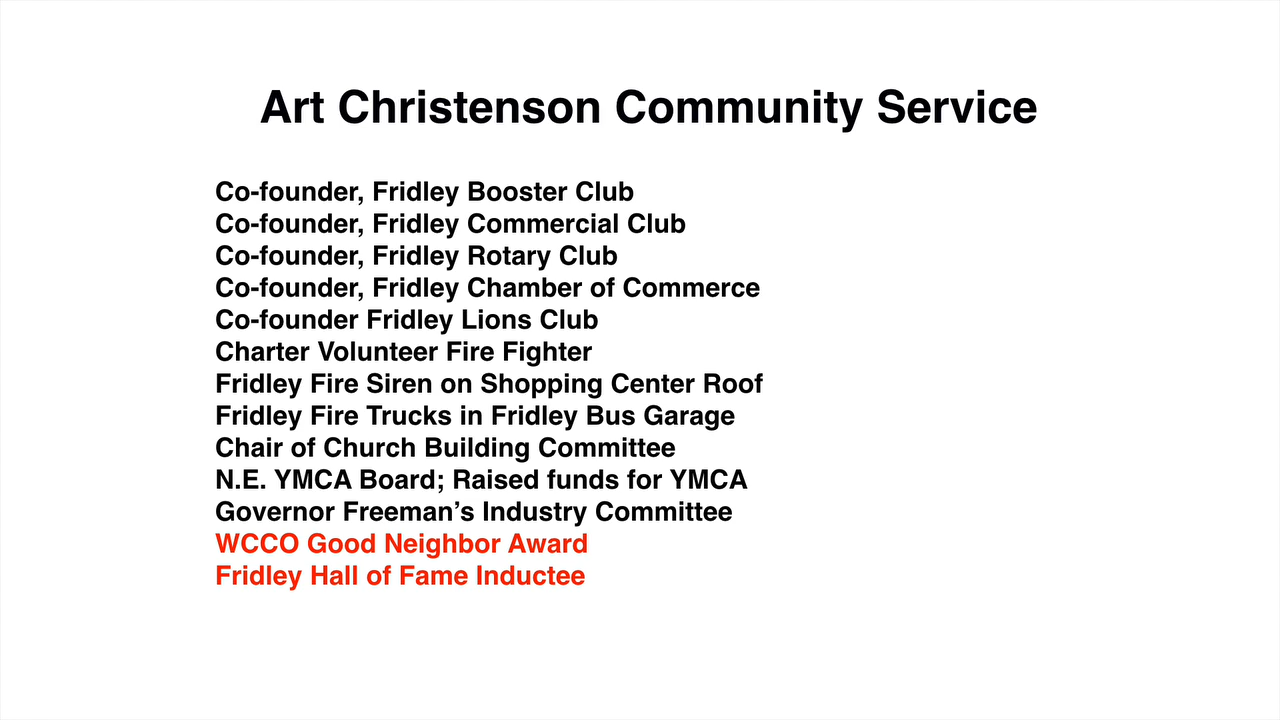 Art Christenson Community Service
Co-founder, Fridley Booster Club
Co-founder, Fridley Commercial Club
Co-founder, Fridley Rotary Club
Co-founder, Fridley Chamber of Commerce
Co-founder Fridley Lions Club
Charter Volunteer Fire Fighter
Fridley Fire Siren on Shopping Center Roof
Fridley Fire Trucks in Fridley Bus Garage
Chair of Church Building Committee
N.E. YMCA Board; Raised funds for YMCA
Governor Freeman’s Industry Committee
WCCO Good Neighbor Award
Fridley Hall of Fame Inductee